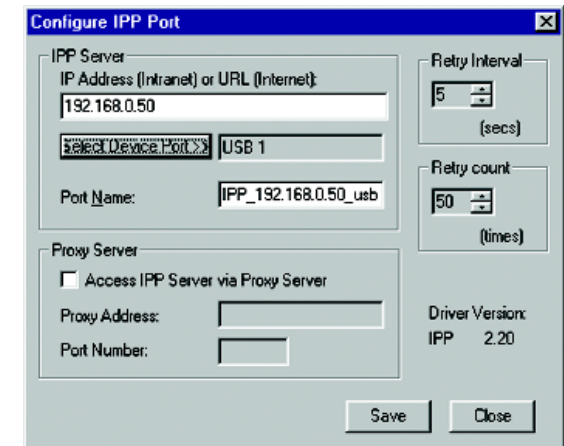 Configure IPP Port
IPP Server
IP Address (Intranet) or URL (Internet):
192.168.0.50
Select Device Port >>
USB 1
Port Name:
IPP_192.168.0.50_usb
Proxy Server
Access IPP Server via Proxy Server
Proxy Address:
Port Number:
Retry Interval
5
(secs)
Retry count
50
(times)
Driver Version:
IPP 2.20
Save
Close